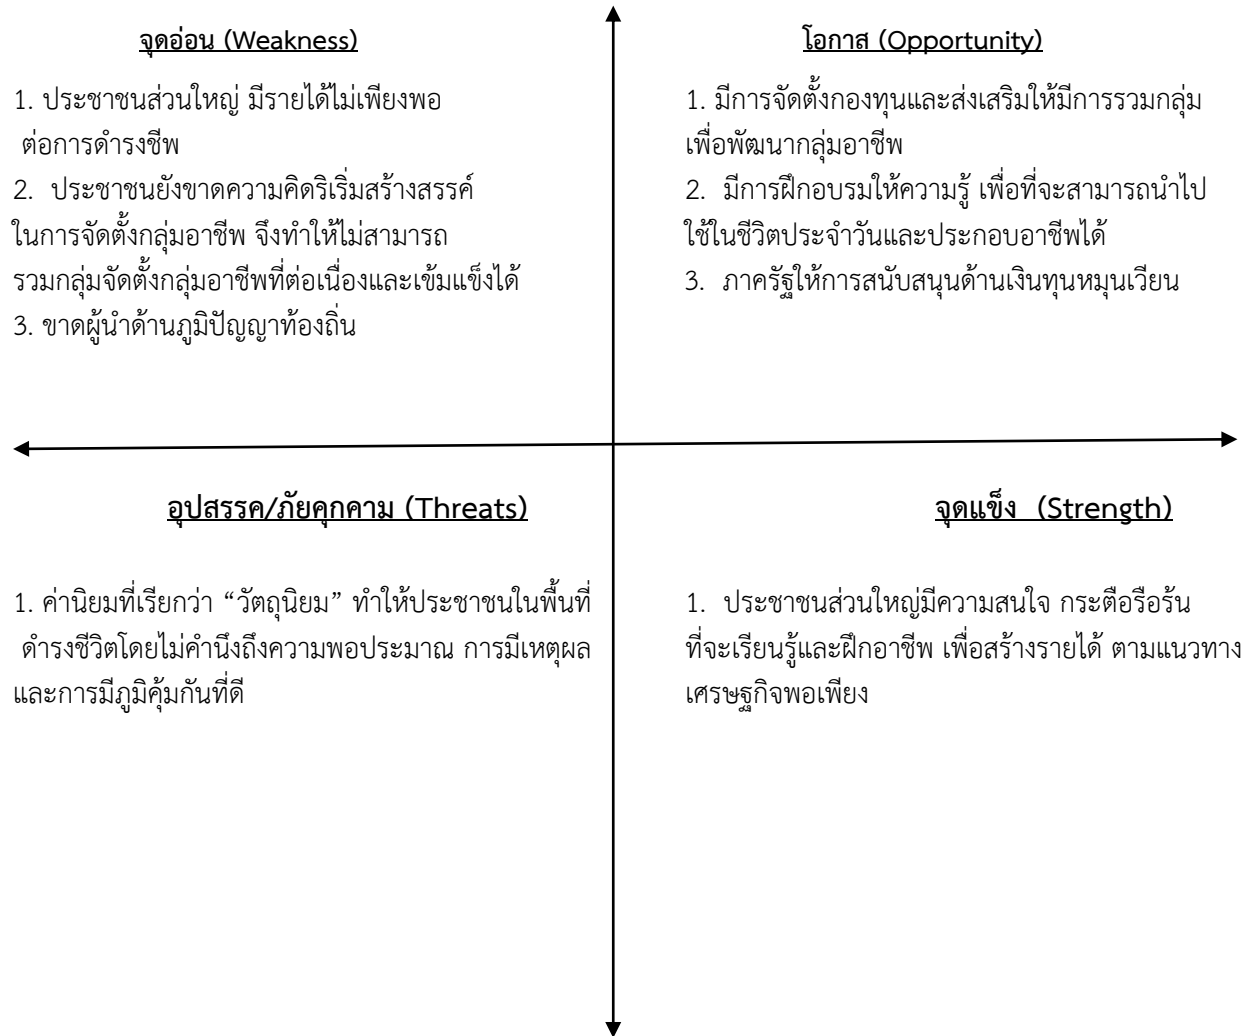 จุดอ่อน (Weakness)
1. ประชาชนส่วนใหญ่ มีรายได้ไม่เพียงพอ
ต่อการดำรงชีพ
2. ประชาชนยังขาดความคิดริเริ่มสร้างสรรค์
ในการจัดตั้งกลุ่มอาชีพ จึงทำให้ไม่สามารถ
รวมกลุ่มจัดตั้งกลุ่มอาชีพที่ต่อเนื่องและเข้มแข็งได้
3. ขาดผู้นำด้านภูมิปัญญาท้องถิ่น
โอกาส (Opportunity)
1. มีการจัดตั้งกองทุนและส่งเสริมให้มีการรวมกลุ่ม
เพื่อพัฒนากลุ่มอาชีพ
2. มีการฝึกอบรมให้ความรู้ เพื่อที่จะสามารถนำไป
ใช้ในชีวิตประจำวันและประกอบอาชีพได้
3. ภาครัฐให้การสนับสนุนด้านเงินทุนหมุนเวียน
อุปสรรค/ภัยคุกคาม (Threats)
1. ค่านิยมที่เรียกว่า “วัตถุนิยม” ทำให้ประชาชนในพื้นที่
ดำรงชีวิตโดยไม่คำนึงถึงความพอประมาณ การมีเหตุผล
และการมีภูมิคุ้มกันที่ดี
จุดแข็ง (Strength)
1. ประชาชนส่วนใหญ่มีความสนใจ กระตือรือร้น
ที่จะเรียนรู้และฝึกอาชีพ เพื่อสร้างรายได้ ตามแนวทาง
เศรษฐกิจพอเพียง